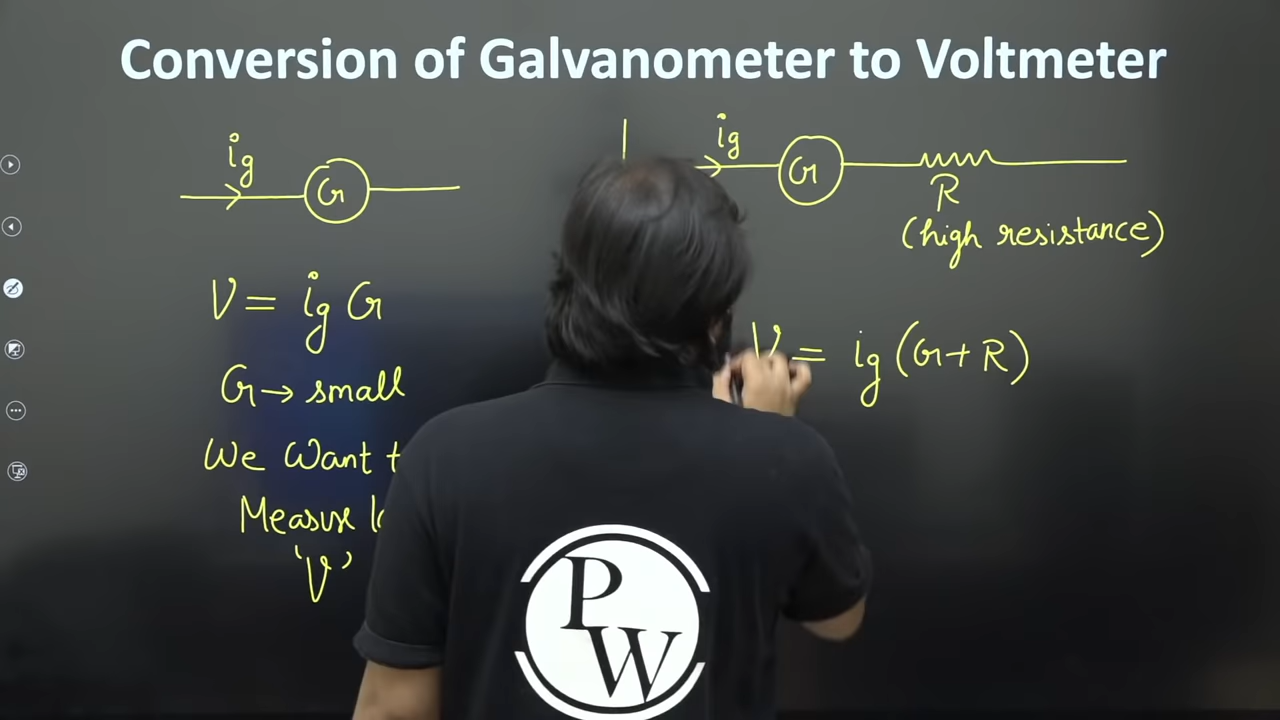 Conversion of Galvanometer to Voltmeter
ig
G
V = ig G
G → small
We Want
Measure
'V'
ig
G
R
(high resistance)
V = ig (G + R)
PW